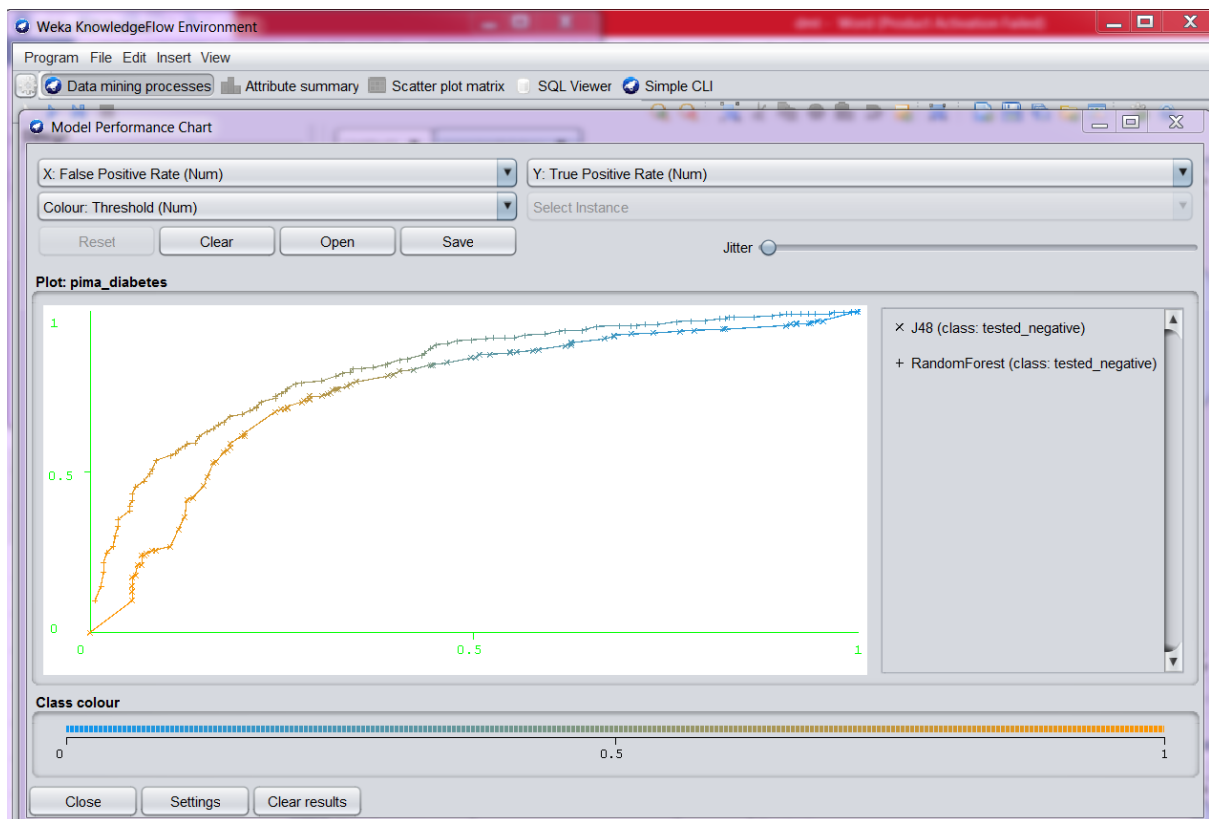 Weka KnowledgeFlow Environment
Program File Edit Insert View
Data mining processes Attribute summary Scatter plot matrix SQL Viewer Simple CLI
Model Performance Chart
X: False Positive Rate (Num) Y: True Positive Rate (Num)
Colour: Threshold (Num) Select Instance
Reset Clear Open Save Jitter
Plot: pima_diabetes
1
× J48 (class: tested_negative)
+ RandomForest (class: tested_negative)
0.5
0
0 0.5 1
Class colour
0 0.5 1
Close Settings Clear results